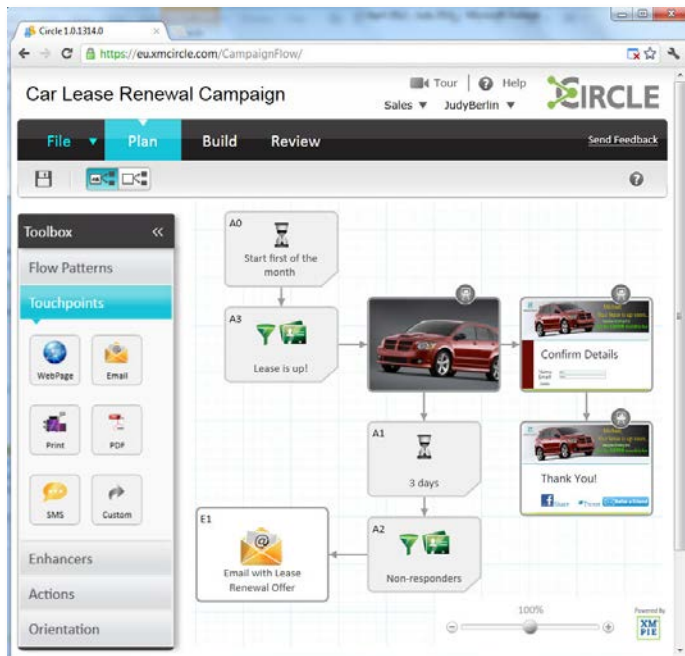 Circle 1.0.1314.0
https://eu.xmcircle.com/CampaignFlow/
Car Lease Renewal Campaign
Tour | Help
Sales ▼ JudyBerlin ▼
CIRCLE
File ▼ Plan Build Review
Send Feedback
Toolbox
Flow Patterns
Touchpoints
WebPage
Email
Print
PDF
SMS
Custom
Enhancers
Actions
Orientation
A0
Start first of the
month
A3
Lease is up!
Confirm Details
A1
3 days
Thank You!
E1
Email with Lease
Renewal Offer
A2
Non-responders
100%
Powered By
XM
PIE